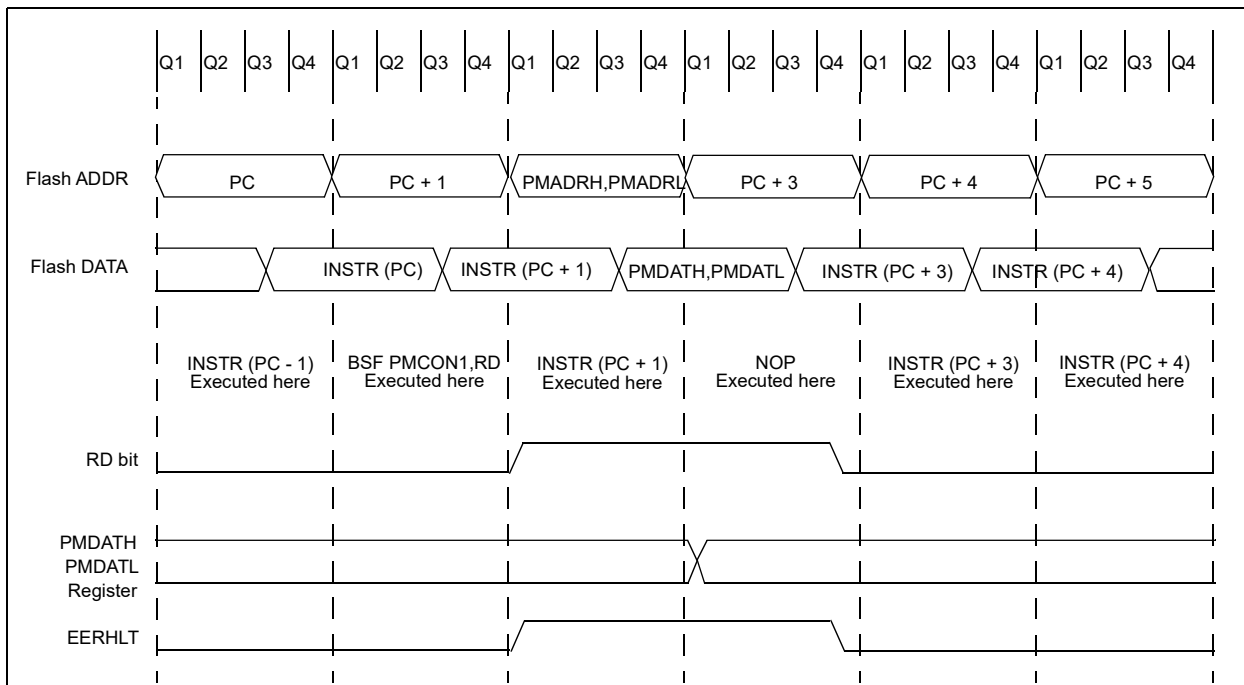 Q1 Q2 Q3 Q4 Q1 Q2 Q3 Q4 Q1 Q2 Q3 Q4 Q1 Q2 Q3 Q4 Q1 Q2 Q3 Q4 Q1 Q2 Q3 Q4
Flash ADDR PC PC + 1 PMADRH,PMADRL PC + 3 PC + 4 PC + 5
Flash DATA INSTR (PC) INSTR (PC + 1) PMDATH,PMDATL INSTR (PC + 3) INSTR (PC + 4)
INSTR (PC - 1) BSF PMCON1,RD INSTR (PC + 1) NOP INSTR (PC + 3) INSTR (PC + 4)
Executed here Executed here Executed here Executed here Executed here Executed here
RD bit
PMDATH
PMDATL
Register
EERHLT